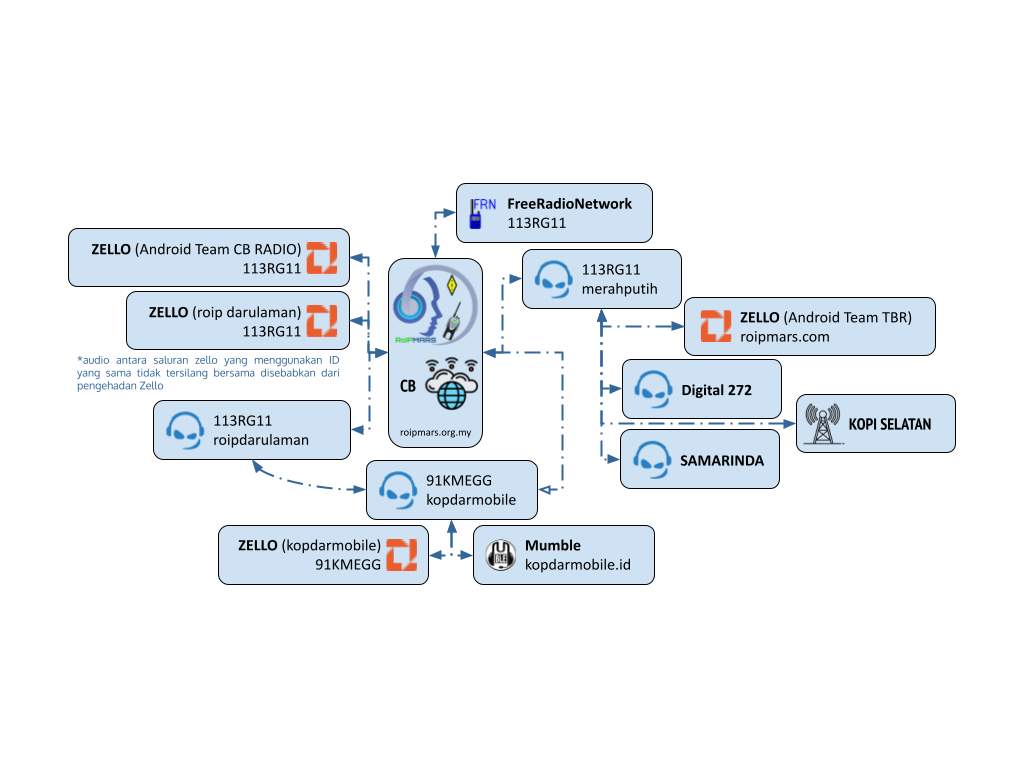 FRN
FreeRadioNetwork
113RG11
ZELLO (Android Team CB RADIO)
113RG11
113RG11
merahputih
ZELLO (roip darulaman)
113RG11
RoiPMARS
ZELLO (Android Team TBR)
roipmars.com
*audio antara saluran zello yang menggunakan ID
yang sama tidak tersilang bersama disebabkan dari
pengehadan Zello
CB
Digital 272
113RG11
roipdarulaman
roipmars.org.my
KOPI SELATAN
SAMARINDA
91KMEGG
kopdarmobile
ZELLO (kopdarmobile)
91KMEGG
BLE
Mumble
kopdarmobile.id